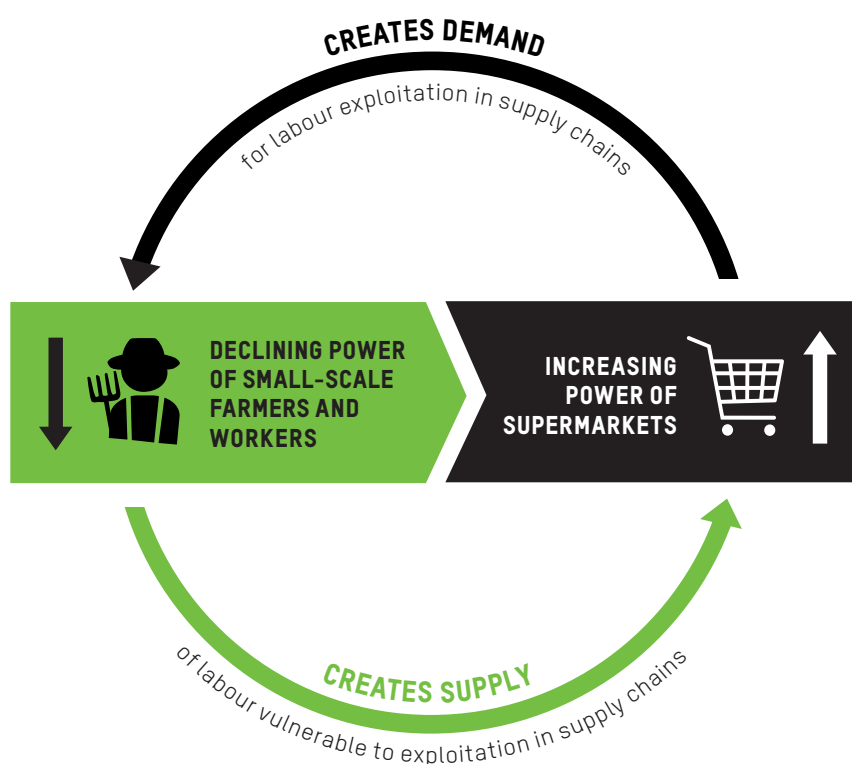 CREATES DEMAND
for labour exploitation in supply chains
DECLINING POWER
OF SMALL-SCALE
FARMERS AND
WORKERS
INCREASING
POWER OF
SUPERMARKETS
CREATES SUPPLY
of labour vulnerable to exploitation in supply chains